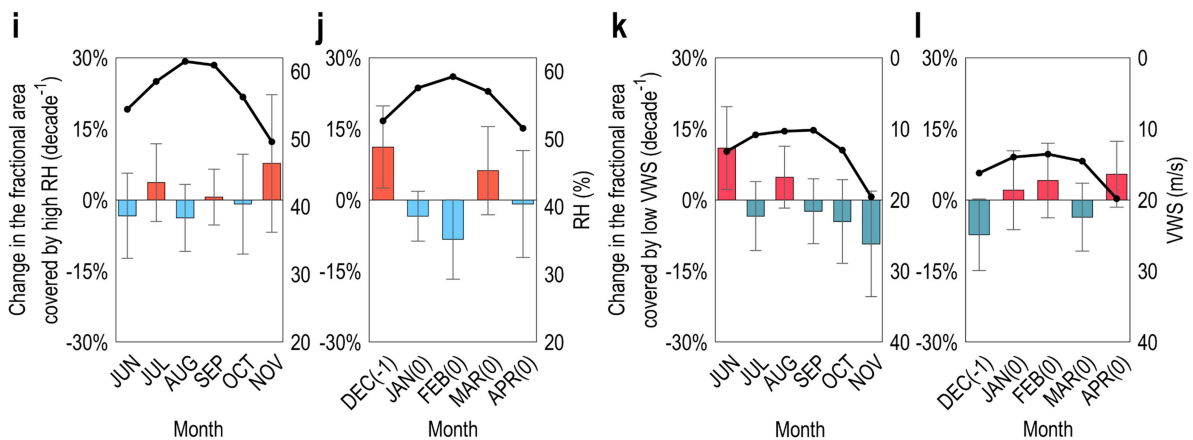 i
Change in the fractional area
covered by high RH (decade⁻¹)
30%
15%
0%
-15%
-30%
60
50
40
30
20
JUN
JUL
AUG
SEP
OCT
NOV
Month
j
30%
15%
0%
-15%
-30%
60
50
40
30
20
RH (%)
DEC(-1)
JAN(0)
FEB(0)
MAR(0)
APR(0)
Month
k
Change in the fractional area
covered by low VWS (decade⁻¹)
30%
15%
0%
-15%
-30%
0
10
20
30
40
JUN
JUL
AUG
SEP
OCT
NOV
Month
l
30%
15%
0%
-15%
-30%
0
10
20
30
40
VWS (m/s)
DEC(-1)
JAN(0)
FEB(0)
MAR(0)
APR(0)
Month